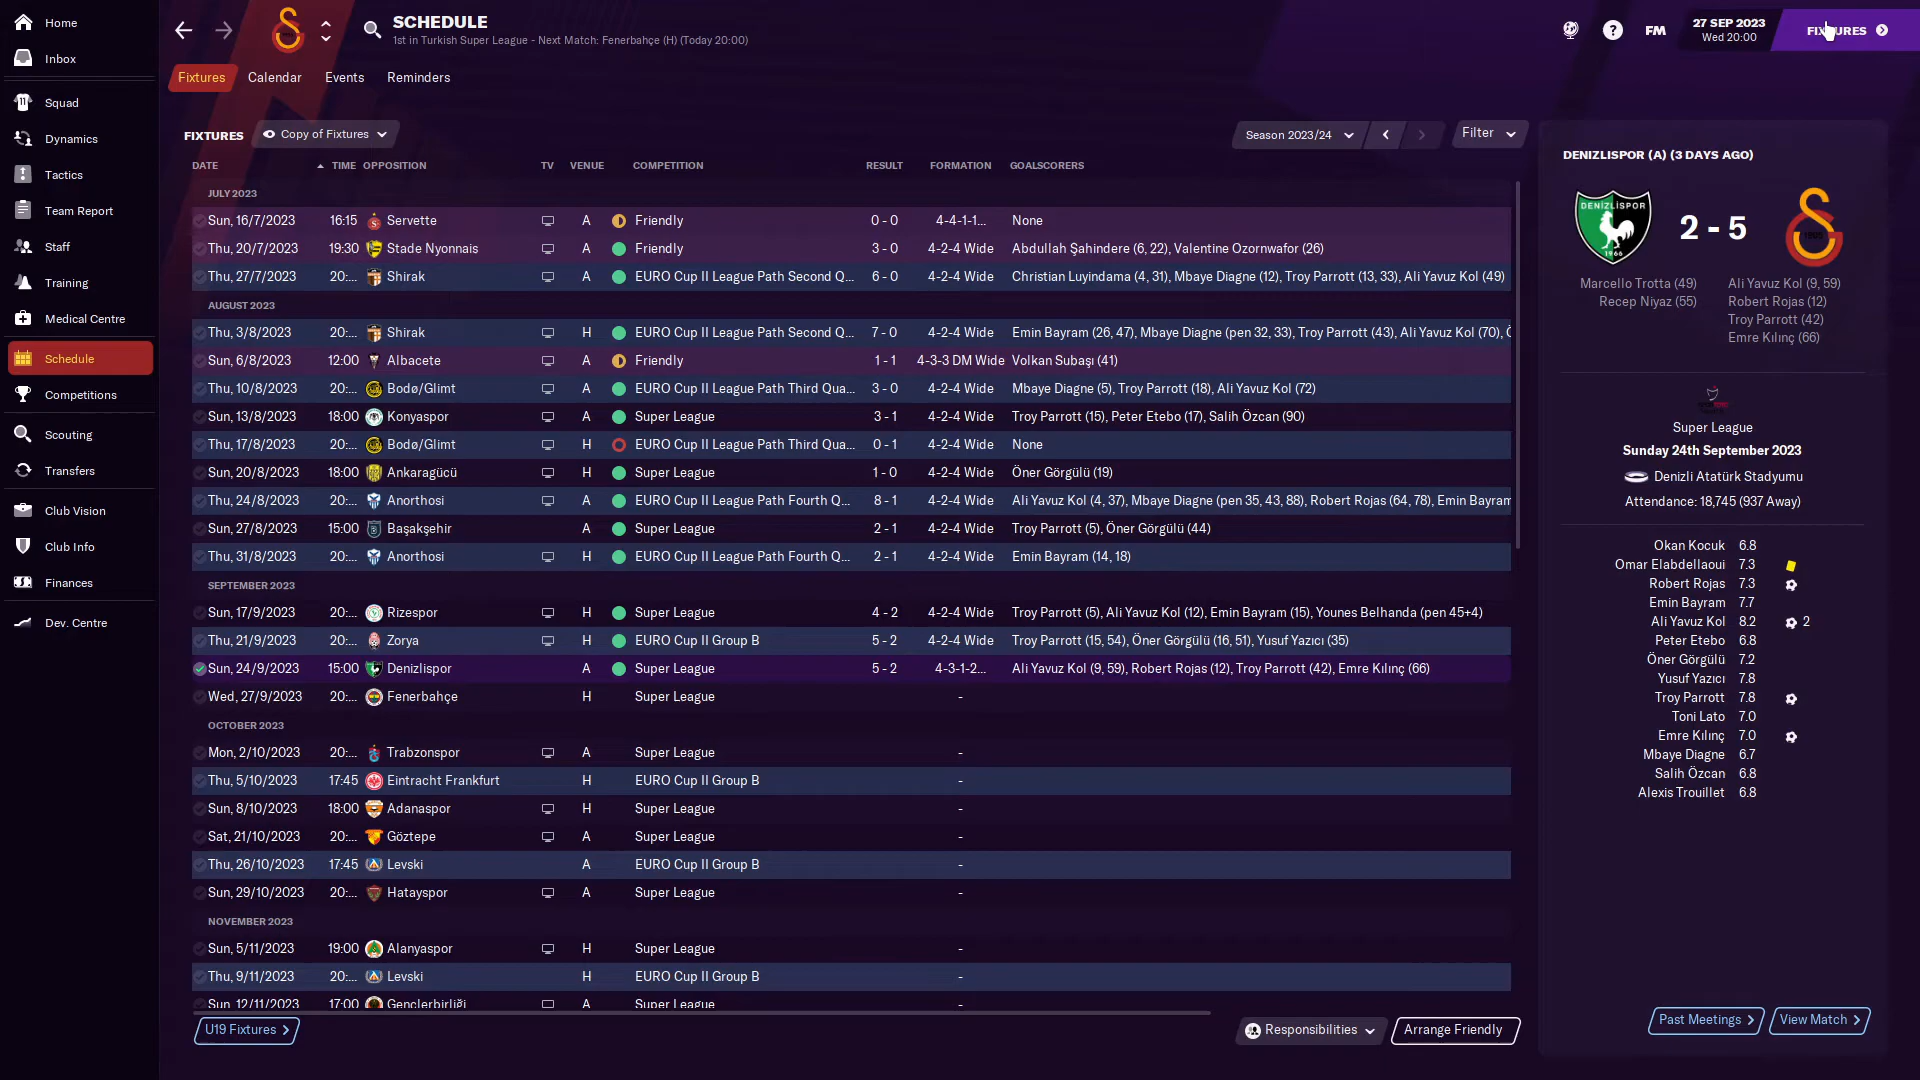 Home
Inbox
Squad
Dynamics
Tactics
Team Report
Staff
Training
Medical Centre
Schedule
Competitions
Scouting
Transfers
Club Vision
Club Info
Finances
Dev. Centre
SCHEDULE
1st in Turkish Super League - Next Match: Fenerbahçe (H) (Today 20:00)
FM
27 SEP 2023
Wed 20:00
FIXTURES
Fixtures Calendar Events Reminders
FIXTURES Copy of Fixtures Season 2023/24 Filter
DATE TIME OPPOSITION TV VENUE COMPETITION RESULT FORMATION GOALSCORERS
JULY 2023
Sun, 16/7/2023 16:15 Servette A Friendly 0 - 0 4-4-1-1... None
Thu, 20/7/2023 19:30 Stade Nyonnais A Friendly 3 - 0 4-2-4 Wide Abdullah Şahindere (6, 22), Valentine Ozornwafor (26)
Thu, 27/7/2023 20:... Shirak A EURO Cup II League Path Second Q... 6 - 0 4-2-4 Wide Christian Luyindama (4, 31), Mbaye Diagne (12), Troy Parrott (13, 33), Ali Yavuz Kol (49)
AUGUST 2023
Thu, 3/8/2023 20:... Shirak H EURO Cup II League Path Second Q... 7 - 0 4-2-4 Wide Emin Bayram (26, 47), Mbaye Diagne (pen 32, 33), Troy Parrott (43), Ali Yavuz Kol (70), Ö
Sun, 6/8/2023 12:00 Albacete A Friendly 1 - 1 4-3-3 DM Wide Volkan Subaşı (41)
Thu, 10/8/2023 20:... Bodø/Glimt A EURO Cup II League Path Third Qua... 3 - 0 4-2-4 Wide Mbaye Diagne (5), Troy Parrott (18), Ali Yavuz Kol (72)
Sun, 13/8/2023 18:00 Konyaspor A Super League 3 - 1 4-2-4 Wide Troy Parrott (15), Peter Etebo (17), Salih Özcan (90)
Thu, 17/8/2023 20:... Bodø/Glimt H EURO Cup II League Path Third Qua... 0 - 1 4-2-4 Wide None
Sun, 20/8/2023 18:00 Ankaragücü H Super League 1 - 0 4-2-4 Wide Öner Görgülü (19)
Thu, 24/8/2023 20:... Anorthosi A EURO Cup II League Path Fourth Q... 8 - 1 4-2-4 Wide Ali Yavuz Kol (4, 37), Mbaye Diagne (pen 35, 43, 88), Robert Rojas (64, 78), Emin Bayram
Sun, 27/8/2023 15:00 Başakşehir A Super League 2 - 1 4-2-4 Wide Troy Parrott (5), Öner Görgülü (44)
Thu, 31/8/2023 20:... Anorthosi H EURO Cup II League Path Fourth Q... 2 - 1 4-2-4 Wide Emin Bayram (14, 18)
SEPTEMBER 2023
Sun, 17/9/2023 20:... Rizespor H Super League 4 - 2 4-2-4 Wide Troy Parrott (5), Ali Yavuz Kol (12), Emin Bayram (15), Younes Belhanda (pen 45+4)
Thu, 21/9/2023 20:... Zorya H EURO Cup II Group B 5 - 2 4-2-4 Wide Troy Parrott (15, 54), Öner Görgülü (16, 51), Yusuf Yazıcı (35)
Sun, 24/9/2023 15:00 Denizlispor A Super League 5 - 2 4-3-1-2... Ali Yavuz Kol (9, 59), Robert Rojas (12), Troy Parrott (42), Emre Kılınç (66)
Wed, 27/9/2023 20:... Fenerbahçe H Super League -
OCTOBER 2023
Mon, 2/10/2023 20:... Trabzonspor A Super League -
Thu, 5/10/2023 17:45 Eintracht Frankfurt H EURO Cup II Group B -
Sun, 8/10/2023 18:00 Adanaspor H Super League -
Sat, 21/10/2023 20:... Göztepe A Super League -
Thu, 26/10/2023 17:45 Levski A EURO Cup II Group B -
Sun, 29/10/2023 20:... Hatayspor A Super League -
NOVEMBER 2023
Sun, 5/11/2023 19:00 Alanyaspor H Super League -
Thu, 9/11/2023 20:... Levski H EURO Cup II Group B -
Sun, 12/11/2023 17:00 Gençlerbirliği A Super League -
U19 Fixtures Responsibilities Arrange Friendly
DENIZLISPOR (A) (3 DAYS AGO)
DENİZLİSPOR
1966
2 - 5
Marcello Trotta (49) Ali Yavuz Kol (9, 59)
Recep Niyaz (55) Robert Rojas (12)
Troy Parrott (42)
Emre Kılınç (66)
Super League
Sunday 24th September 2023
Denizli Atatürk Stadyumu
Attendance: 18,745 (937 Away)
Okan Kocuk 6.8
Omar Elabdellaoui 7.3
Robert Rojas 7.3
Emin Bayram 7.7
Ali Yavuz Kol 8.2 2
Peter Etebo 6.8
Öner Görgülü 7.2
Yusuf Yazıcı 7.8
Troy Parrott 7.8
Toni Lato 7.0
Emre Kılınç 7.0
Mbaye Diagne 6.7
Salih Özcan 6.8
Alexis Trouillet 6.8
Past Meetings View Match